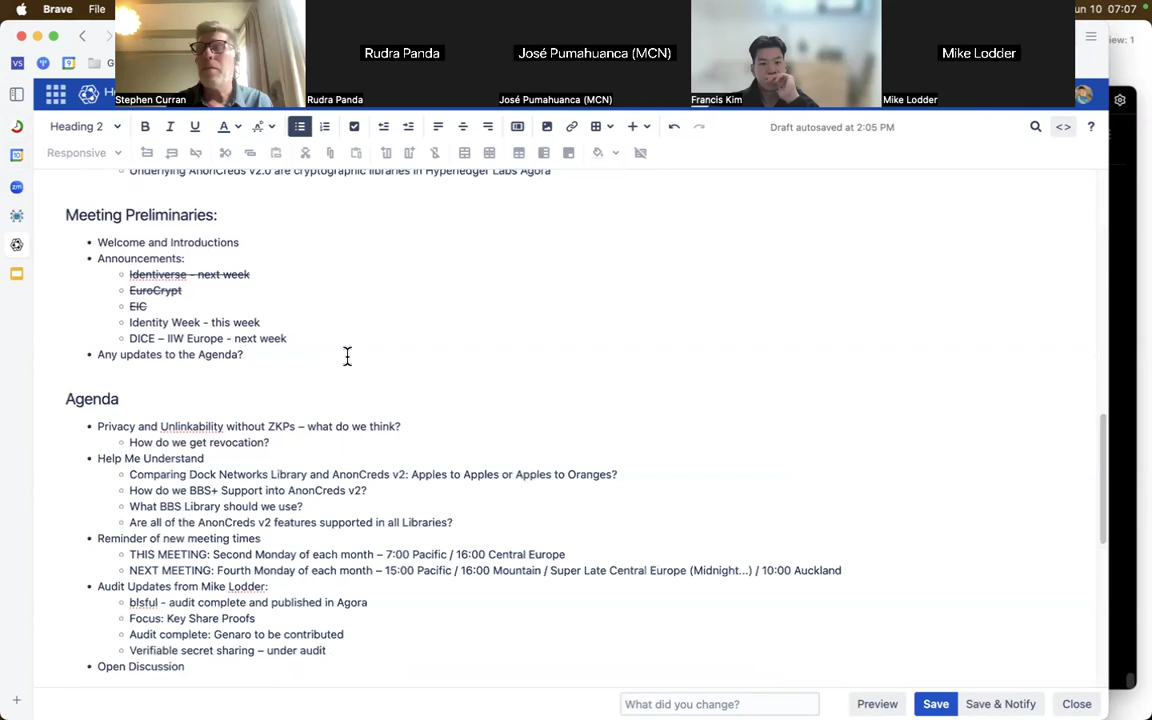 Brave File
un 10 07:07
Rudra Panda
José Pumahuanca (MCN)
Mike Lodder
Stephen Curran
Rudra Panda
José Pumahuanca (MCN)
Francis Kim
Mike Lodder
iew: 1
Heading 2
B I U A
Draft autosaved at 2:05 PM
<> ?
Responsive
Underlying AnonCreds v2.0 are cryptographic libraries in Hyperledger Labs Agora
Meeting Preliminaries:
• Welcome and Introductions
• Announcements:
○ Identiverse - next week
○ EuroCrypt
○ EIC
○ Identity Week - this week
○ DICE – IIW Europe - next week
• Any updates to the Agenda?
Agenda
• Privacy and Unlinkability without ZKPs – what do we think?
○ How do we get revocation?
• Help Me Understand
○ Comparing Dock Networks Library and AnonCreds v2: Apples to Apples or Apples to Oranges?
○ How do we BBS+ Support into AnonCreds v2?
○ What BBS Library should we use?
○ Are all of the AnonCreds v2 features supported in all Libraries?
• Reminder of new meeting times
○ THIS MEETING: Second Monday of each month – 7:00 Pacific / 16:00 Central Europe
○ NEXT MEETING: Fourth Monday of each month – 15:00 Pacific / 16:00 Mountain / Super Late Central Europe (Midnight...) / 10:00 Auckland
• Audit Updates from Mike Lodder:
○ blsful - audit complete and published in Agora
○ Focus: Key Share Proofs
○ Audit complete: Genaro to be contributed
○ Verifiable secret sharing – under audit
• Open Discussion
What did you change? Preview Save Save & Notify Close